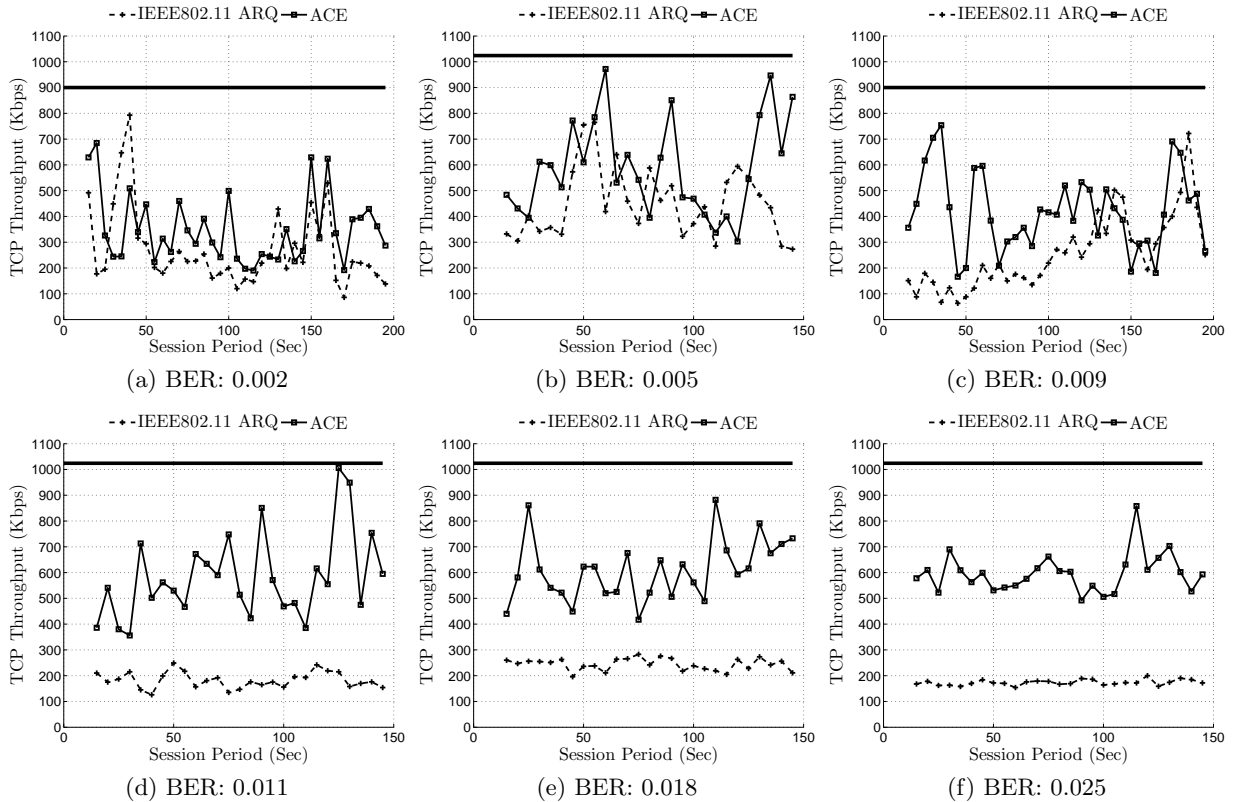 IEEE802.11 ARQ ACE
TCP Throughput (Kbps)
1100
1000
900
800
700
600
500
400
300
200
100
0
0 50 100 150 200
Session Period (Sec)
(a) BER: 0.002
IEEE802.11 ARQ ACE
TCP Throughput (Kbps)
1100
1000
900
800
700
600
500
400
300
200
100
0
0 50 100 150
Session Period (Sec)
(b) BER: 0.005
IEEE802.11 ARQ ACE
TCP Throughput (Kbps)
1100
1000
900
800
700
600
500
400
300
200
100
0
0 50 100 150 200
Session Period (Sec)
(c) BER: 0.009
IEEE802.11 ARQ ACE
TCP Throughput (Kbps)
1100
1000
900
800
700
600
500
400
300
200
100
0
0 50 100 150
Session Period (Sec)
(d) BER: 0.011
IEEE802.11 ARQ ACE
TCP Throughput (Kbps)
1100
1000
900
800
700
600
500
400
300
200
100
0
0 50 100 150
Session Period (Sec)
(e) BER: 0.018
IEEE802.11 ARQ ACE
TCP Throughput (Kbps)
1100
1000
900
800
700
600
500
400
300
200
100
0
0 50 100 150
Session Period (Sec)
(f) BER: 0.025